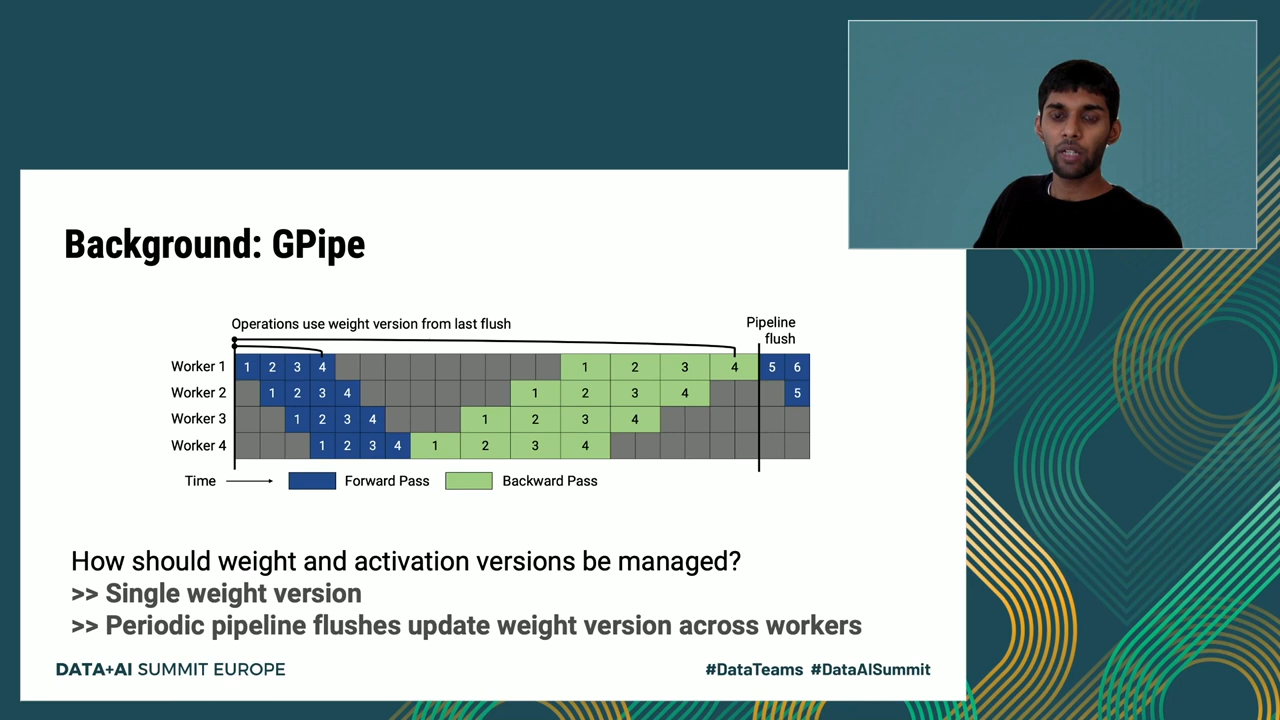 Background: GPipe
Operations use weight version from last flush
Pipeline
flush
Worker 1 1 2 3 4 1 2 3 4 5 6
Worker 2 1 2 3 4 1 2 3 4 5
Worker 3 1 2 3 4 1 2 3 4
Worker 4 1 2 3 4 1 2 3 4
Time Forward Pass Backward Pass
How should weight and activation versions be managed?
>> Single weight version
>> Periodic pipeline flushes update weight version across workers
DATA+AI SUMMIT EUROPE
#DataTeams #DataAISummit